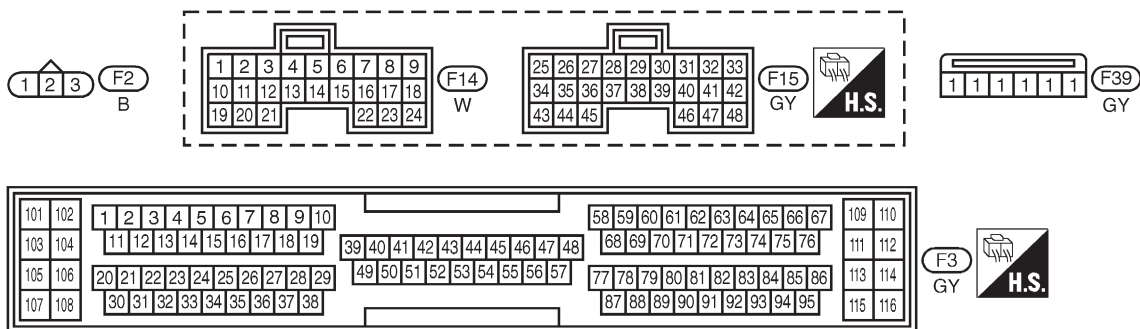 1 2 3
F2
B
1 2 3 4 5 6 7 8 9
10 11 12 13 14 15 16 17 18
19 20 21 22 23 24
F14
W
25 26 27 28 29 30 31 32 33
34 35 36 37 38 39 40 41 42
43 44 45 46 47 48
F15
GY
H.S.
1 1 1 1 1 1
F39
GY
101 102
103 104
105 106
107 108
1 2 3 4 5 6 7 8 9 10
11 12 13 14 15 16 17 18 19
20 21 22 23 24 25 26 27 28 29
30 31 32 33 34 35 36 37 38
39 40 41 42 43 44 45 46 47 48
49 50 51 52 53 54 55 56 57
58 59 60 61 62 63 64 65 66 67
68 69 70 71 72 73 74 75 76
77 78 79 80 81 82 83 84 85 86
87 88 89 90 91 92 93 94 95
109 110
111 112
113 114
115 116
F3
GY
H.S.